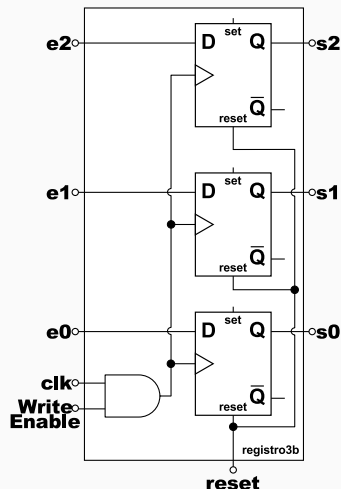 set
e2 D Q s2
Q
reset
set
e1 D Q s1
Q
reset
set
e0 D Q s0
clk
Q
Write
Enable
reset
registro3b
reset